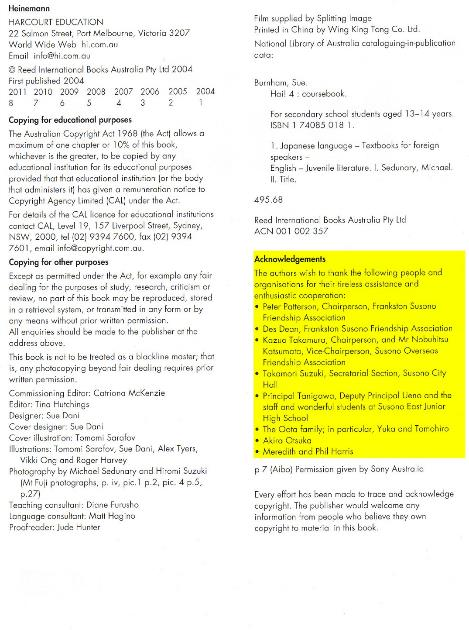 Heinemann
HARCOURT EDUCATION
22 Salmon Street, Port Melbourne, Victoria 3207
World Wide Web hi.com.au
Email info@hi.com.au
© Reed International Books Australia Pty Ltd 2004
First published 2004
2011 2010 2009 2008 2007 2006 2005 2004
8 7 6 5 4 3 2 1
Copying for educational purposes
The Australian Copyright Act 1968 (the Act) allows a
maximum of one chapter or 10% of this book,
whichever is the greater, to be copied by any
educational institution for its educational purposes
provided that that educational institution (or the body
that administers it) has given a remuneration notice to
Copyright Agency Limited (CAL) under the Act.
For details of the CAL licence for educational institutions
contact CAL, Level 19, 157 Liverpool Street, Sydney,
NSW, 2000, tel (02) 9394 7600, fax (02) 9394
7601, email info@copyright.com.au.
Copying for other purposes
Except as permitted under the Act, for example any fair
dealing for the purposes of study, research, criticism or
review, no part of this book may be reproduced, stored
in a retrieval system, or transmitted in any form or by
any means without prior written permission.
All enquiries should be made to the publisher at the
address above.
This book is not to be treated as a blackline master; that
is, any photocopying beyond fair dealing requires prior
written permission.
Commissioning Editor: Catriona McKenzie
Editor: Tina Hutchings
Designer: Sue Dani
Cover designer: Sue Dani
Cover illustration: Tomomi Sarafov
Illustrations: Tomomi Sarafov, Sue Dani, Alex Tyers,
Vikki Ong and Roger Harvey
Photography by Michael Sedunary and Hiromi Suzuki
(Mt Fuji photographs, p. iv, pic.1 p.2, pic. 4 p.5,
p.27)
Teaching consultant: Diane Furusho
Language consultant: Matt Hagino
Proofreader: Jude Hunter
Film supplied by Splitting Image
Printed in China by Wing King Tong Co. Ltd.
National Library of Australia cataloguing-in-publication
data:
Burnham, Sue.
Hai! 4 : coursebook.
For secondary school students aged 13–14 years.
ISBN 1 74085 018 1.
1. Japanese language – Textbooks for foreign
speakers –
English – Juvenile literature. I. Sedunary, Michael.
II. Title.
495.68
Reed International Books Australia Pty Ltd
ACN 001 002 357
Acknowledgements
The authors wish to thank the following people and
organisations for their tireless assistance and
enthusiastic cooperation:
• Peter Patterson, Chairperson, Frankston Susono
Friendship Association
• Des Dean, Frankston Susono Friendship Association
• Kazuo Takamura, Chairperson, and Mr Nobuhitsu
Katsumata, Vice-Chairperson, Susono Overseas
Friendship Association
• Takamori Suzuki, Secretarial Section, Susono City
Hall
• Principal Tanigawa, Deputy Principal Ueno and the
staff and wonderful students at Susono East Junior
High School
• The Oota family; in particular, Yuka and Tomohiro
• Akira Otsuka
• Meredith and Phil Harris
p 7 (Aibo) Permission given by Sony Australia
Every effort has been made to trace and acknowledge
copyright. The publisher would welcome any
information from people who believe they own
copyright to material in this book.